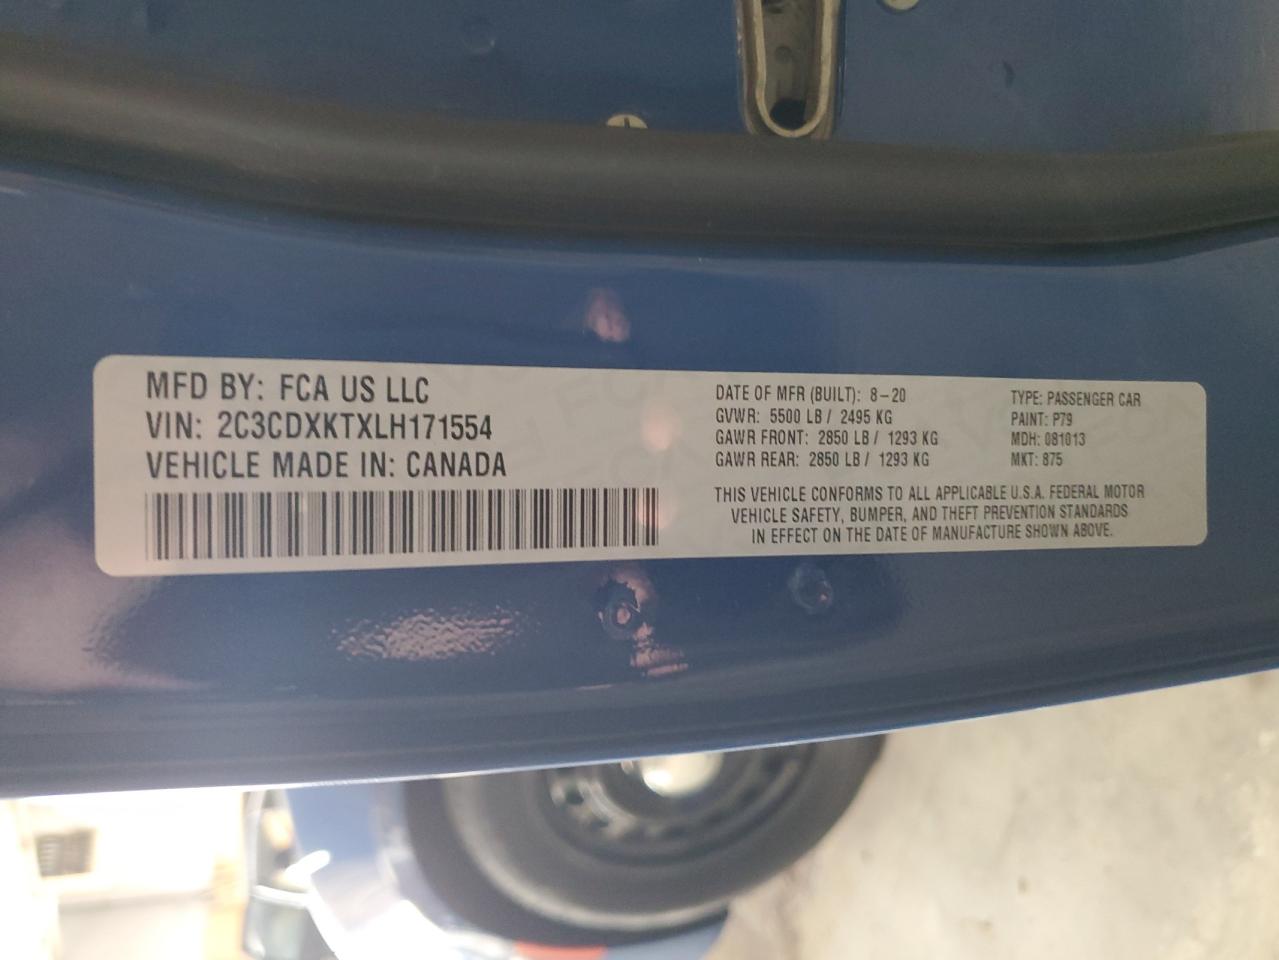 MFD BY: FCA US LLC
VIN: 2C3CDXKTXLH171554
VEHICLE MADE IN: CANADA
DATE OF MFR (BUILT): 8-20
GVWR: 5500 LB / 2495 KG
GAWR FRONT: 2850 LB / 1293 KG
GAWR REAR: 2850 LB / 1293 KG
TYPE: PASSENGER CAR
PAINT: P79
MDH: 081013
MKT: 875
THIS VEHICLE CONFORMS TO ALL APPLICABLE U.S.A. FEDERAL MOTOR
VEHICLE SAFETY, BUMPER, AND THEFT PREVENTION STANDARDS
IN EFFECT ON THE DATE OF MANUFACTURE SHOWN ABOVE.